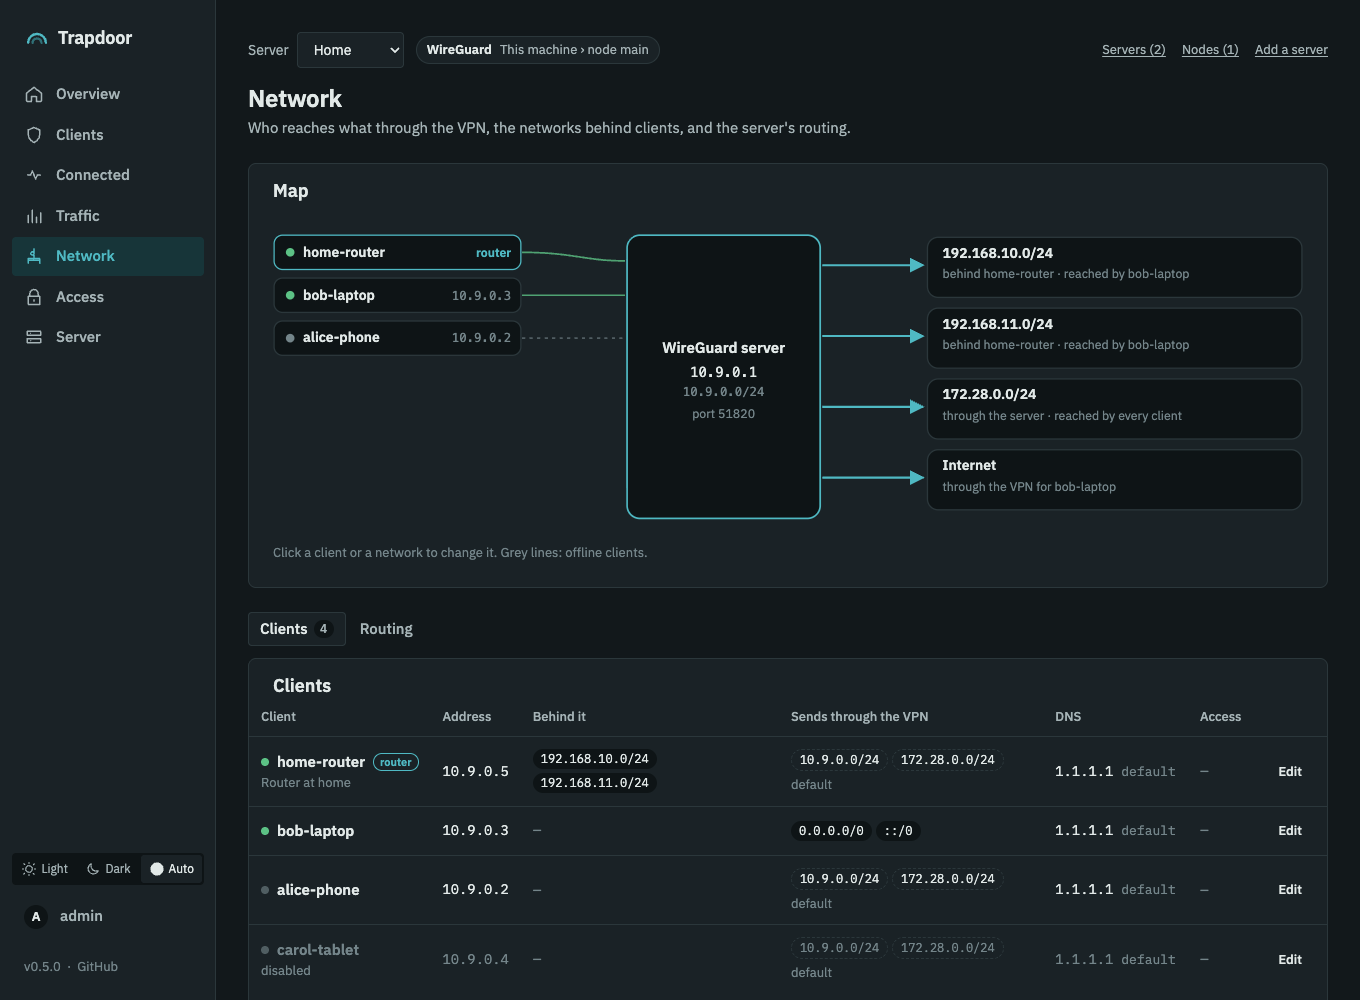 Trapdoor
Overview
Clients
Connected
Traffic
Network
Access
Server
Light Dark Auto
A admin
v0.5.0 · GitHub
Server Home WireGuard This machine › node main Servers (2) Nodes (1) Add a server
Network
Who reaches what through the VPN, the networks behind clients, and the server's routing.
Map
home-router router
bob-laptop 10.9.0.3
alice-phone 10.9.0.2
WireGuard server
10.9.0.1
10.9.0.0/24
port 51820
192.168.10.0/24
behind home-router · reached by bob-laptop
192.168.11.0/24
behind home-router · reached by bob-laptop
172.28.0.0/24
through the server · reached by every client
Internet
through the VPN for bob-laptop
Click a client or a network to change it. Grey lines: offline clients.
Clients 4 Routing
Clients
Client Address Behind it Sends through the VPN DNS Access
home-router router 10.9.0.5 192.168.10.0/24 10.9.0.0/24 172.28.0.0/24 1.1.1.1 default – Edit
Router at home 192.168.11.0/24 default
bob-laptop 10.9.0.3 – 0.0.0.0/0 ::/0 1.1.1.1 default – Edit
alice-phone 10.9.0.2 – 10.9.0.0/24 172.28.0.0/24 1.1.1.1 default – Edit
default
carol-tablet 10.9.0.4 – 10.9.0.0/24 172.28.0.0/24 1.1.1.1 default – Edit
disabled default